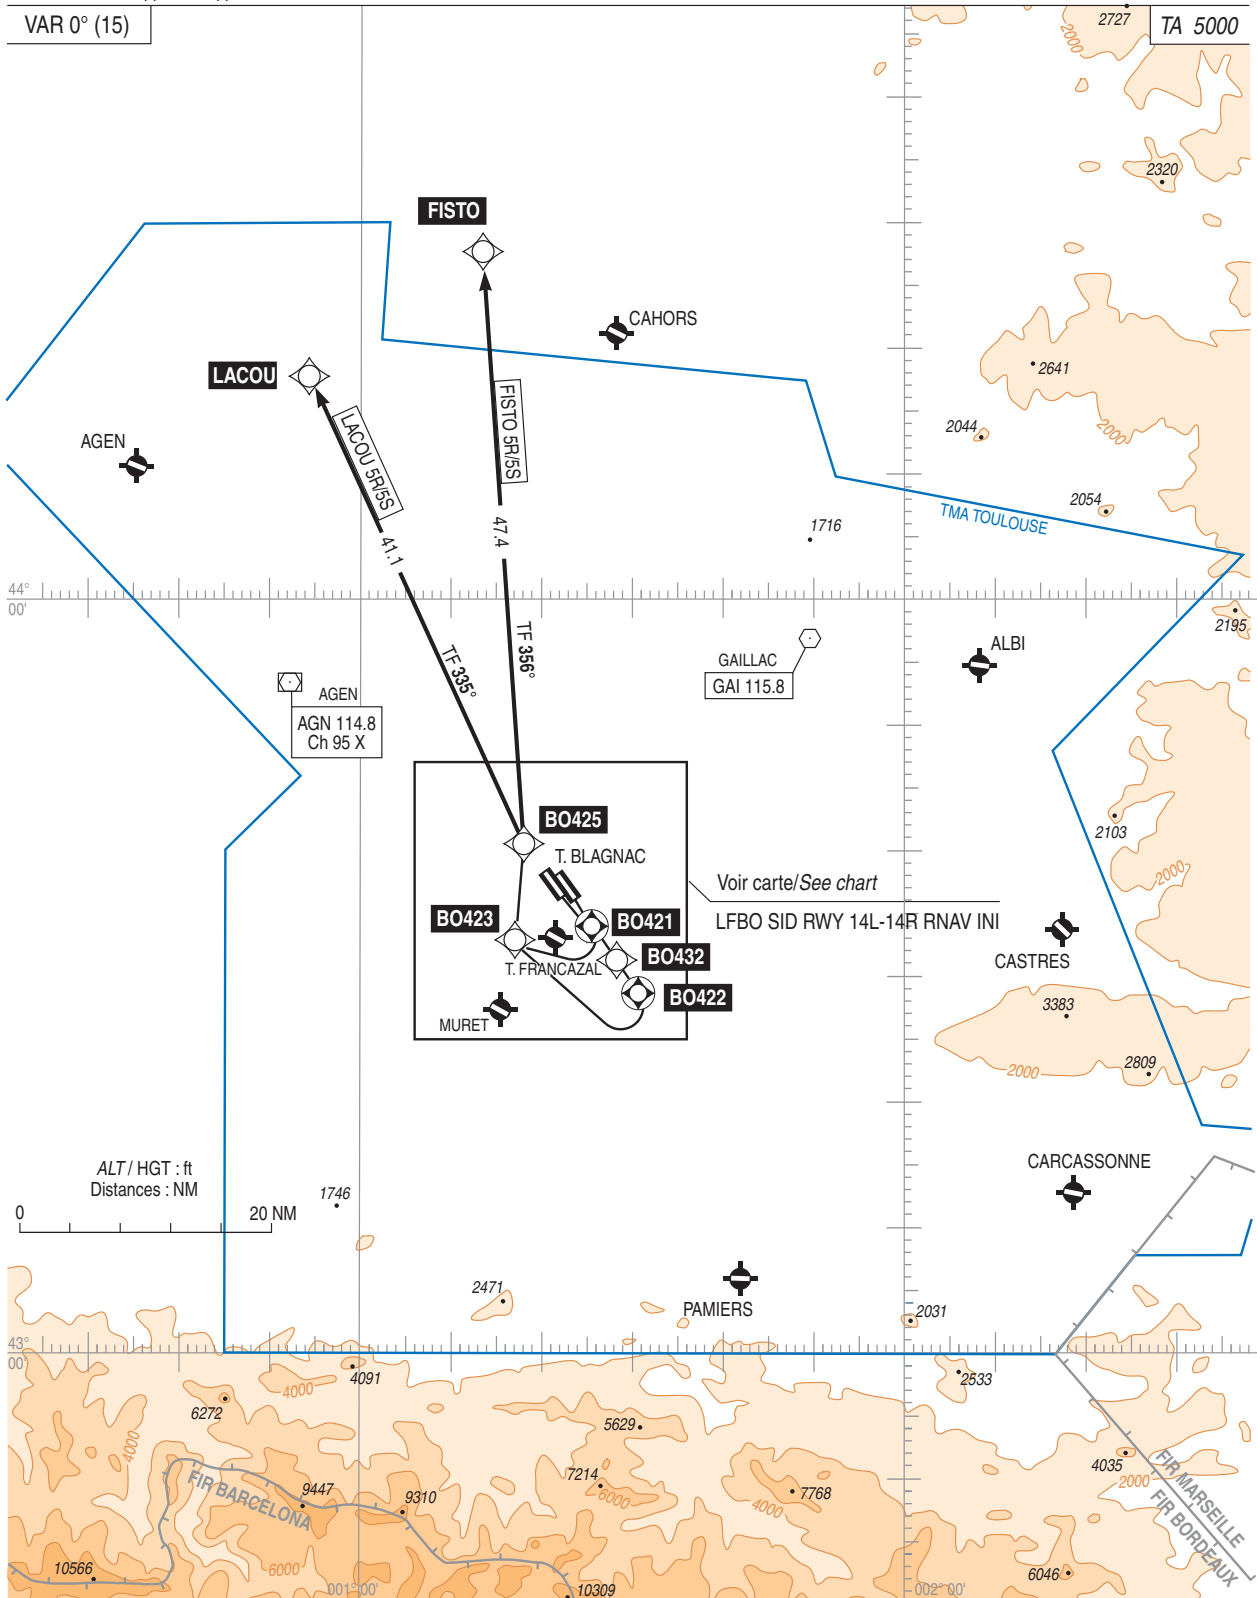 VAR 0° (15)
TA 5000
2727
2000
2320
FISTO
CAHORS
2641
LACOU
2000
2044
AGEN
LACOU 5R/5S
FISTO 5R/5S
2054
TMA TOULOUSE
47.4
1716
41.1
44°
00'
2195
TF 356°
ALBI
TF 335°
GAILLAC
GAI 115.8
AGEN
AGN 114.8
Ch 95 X
BO425
2103
T. BLAGNAC
2000
Voir carte/See chart
BO423
BO421
LFBO SID RWY 14L-14R RNAV INI
BO432
CASTRES
T. FRANCAZAL
BO422
3383
MURET
2809
2000
ALT / HGT : ft
Distances : NM
CARCASSONNE
1746
0
20 NM
2471
PAMIERS
2031
43°
00'
4091
2533
4000
6272
5629
4000
4035
FIR MARSEILLE
2000
FIR BORDEAUX
7214
6000
7768
4000
FIR BARCELONA
9447
9310
10566
6000
6046
001° 00'
10309
002° 00'